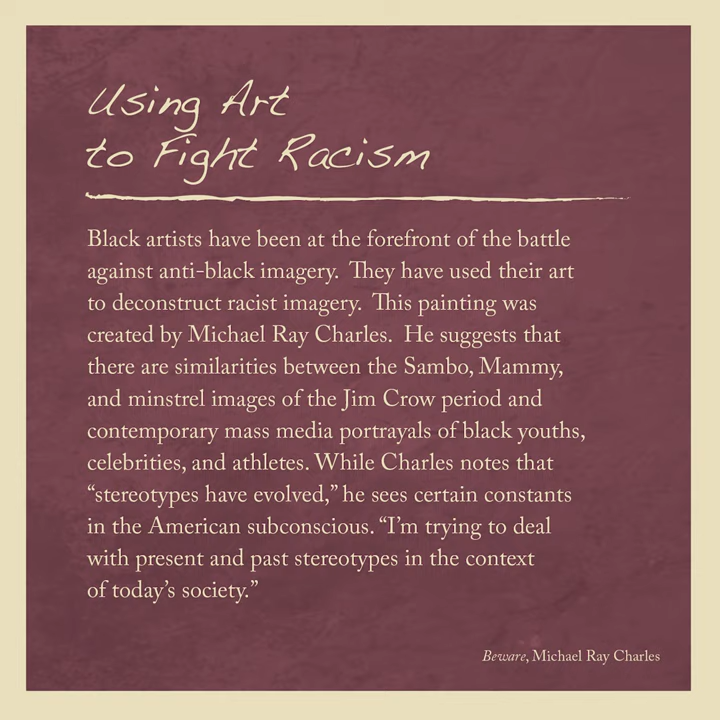 Using Art
to Fight Racism
Black artists have been at the forefront of the battle
against anti-black imagery.  They have used their art
to deconstruct racist imagery.  This painting was
created by Michael Ray Charles.  He suggests that
there are similarities between the Sambo, Mammy,
and minstrel images of the Jim Crow period and
contemporary mass media portrayals of black youths,
celebrities, and athletes. While Charles notes that
“stereotypes have evolved,” he sees certain constants
in the American subconscious. “I’m trying to deal
with present and past stereotypes in the context
of today’s society.”
Beware, Michael Ray Charles